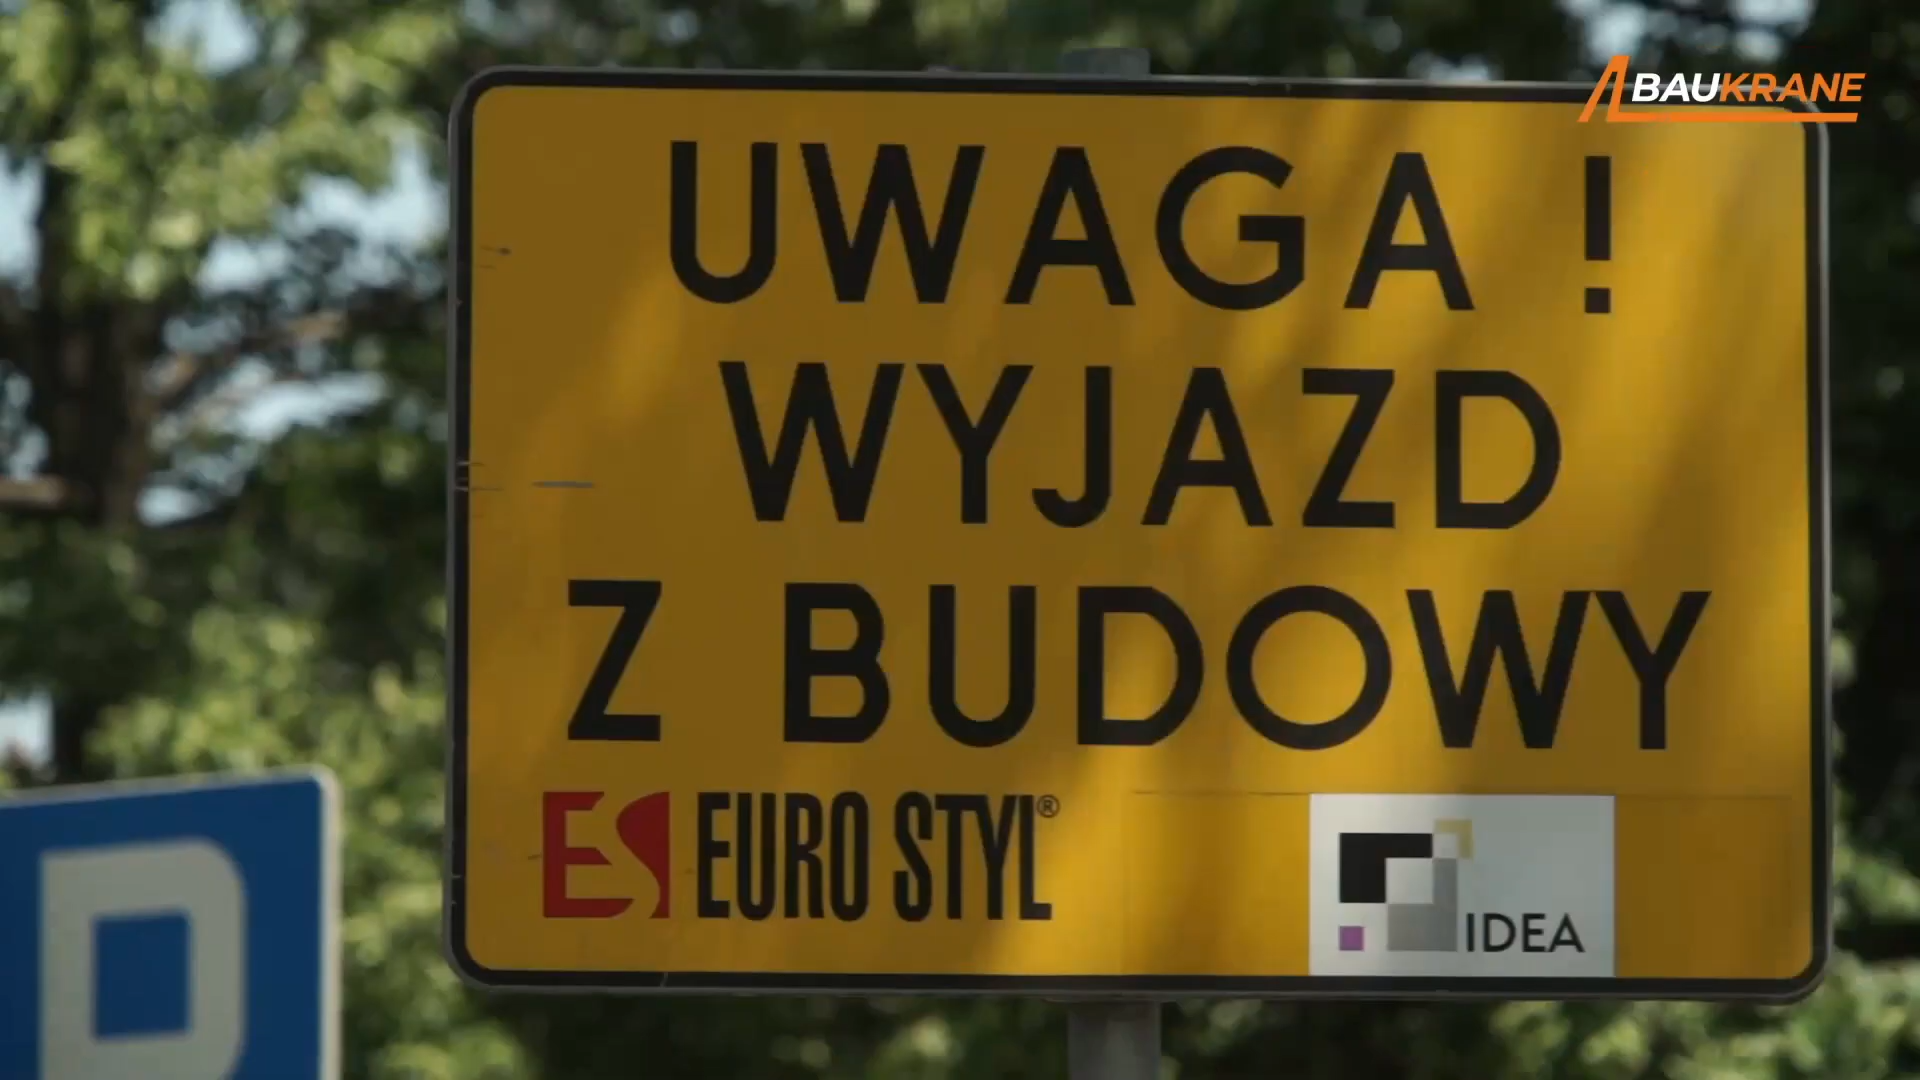 BAUKRANE
UWAGA !
WYJAZD
Z BUDOWY
ES EURO STYL®
IDEA
P